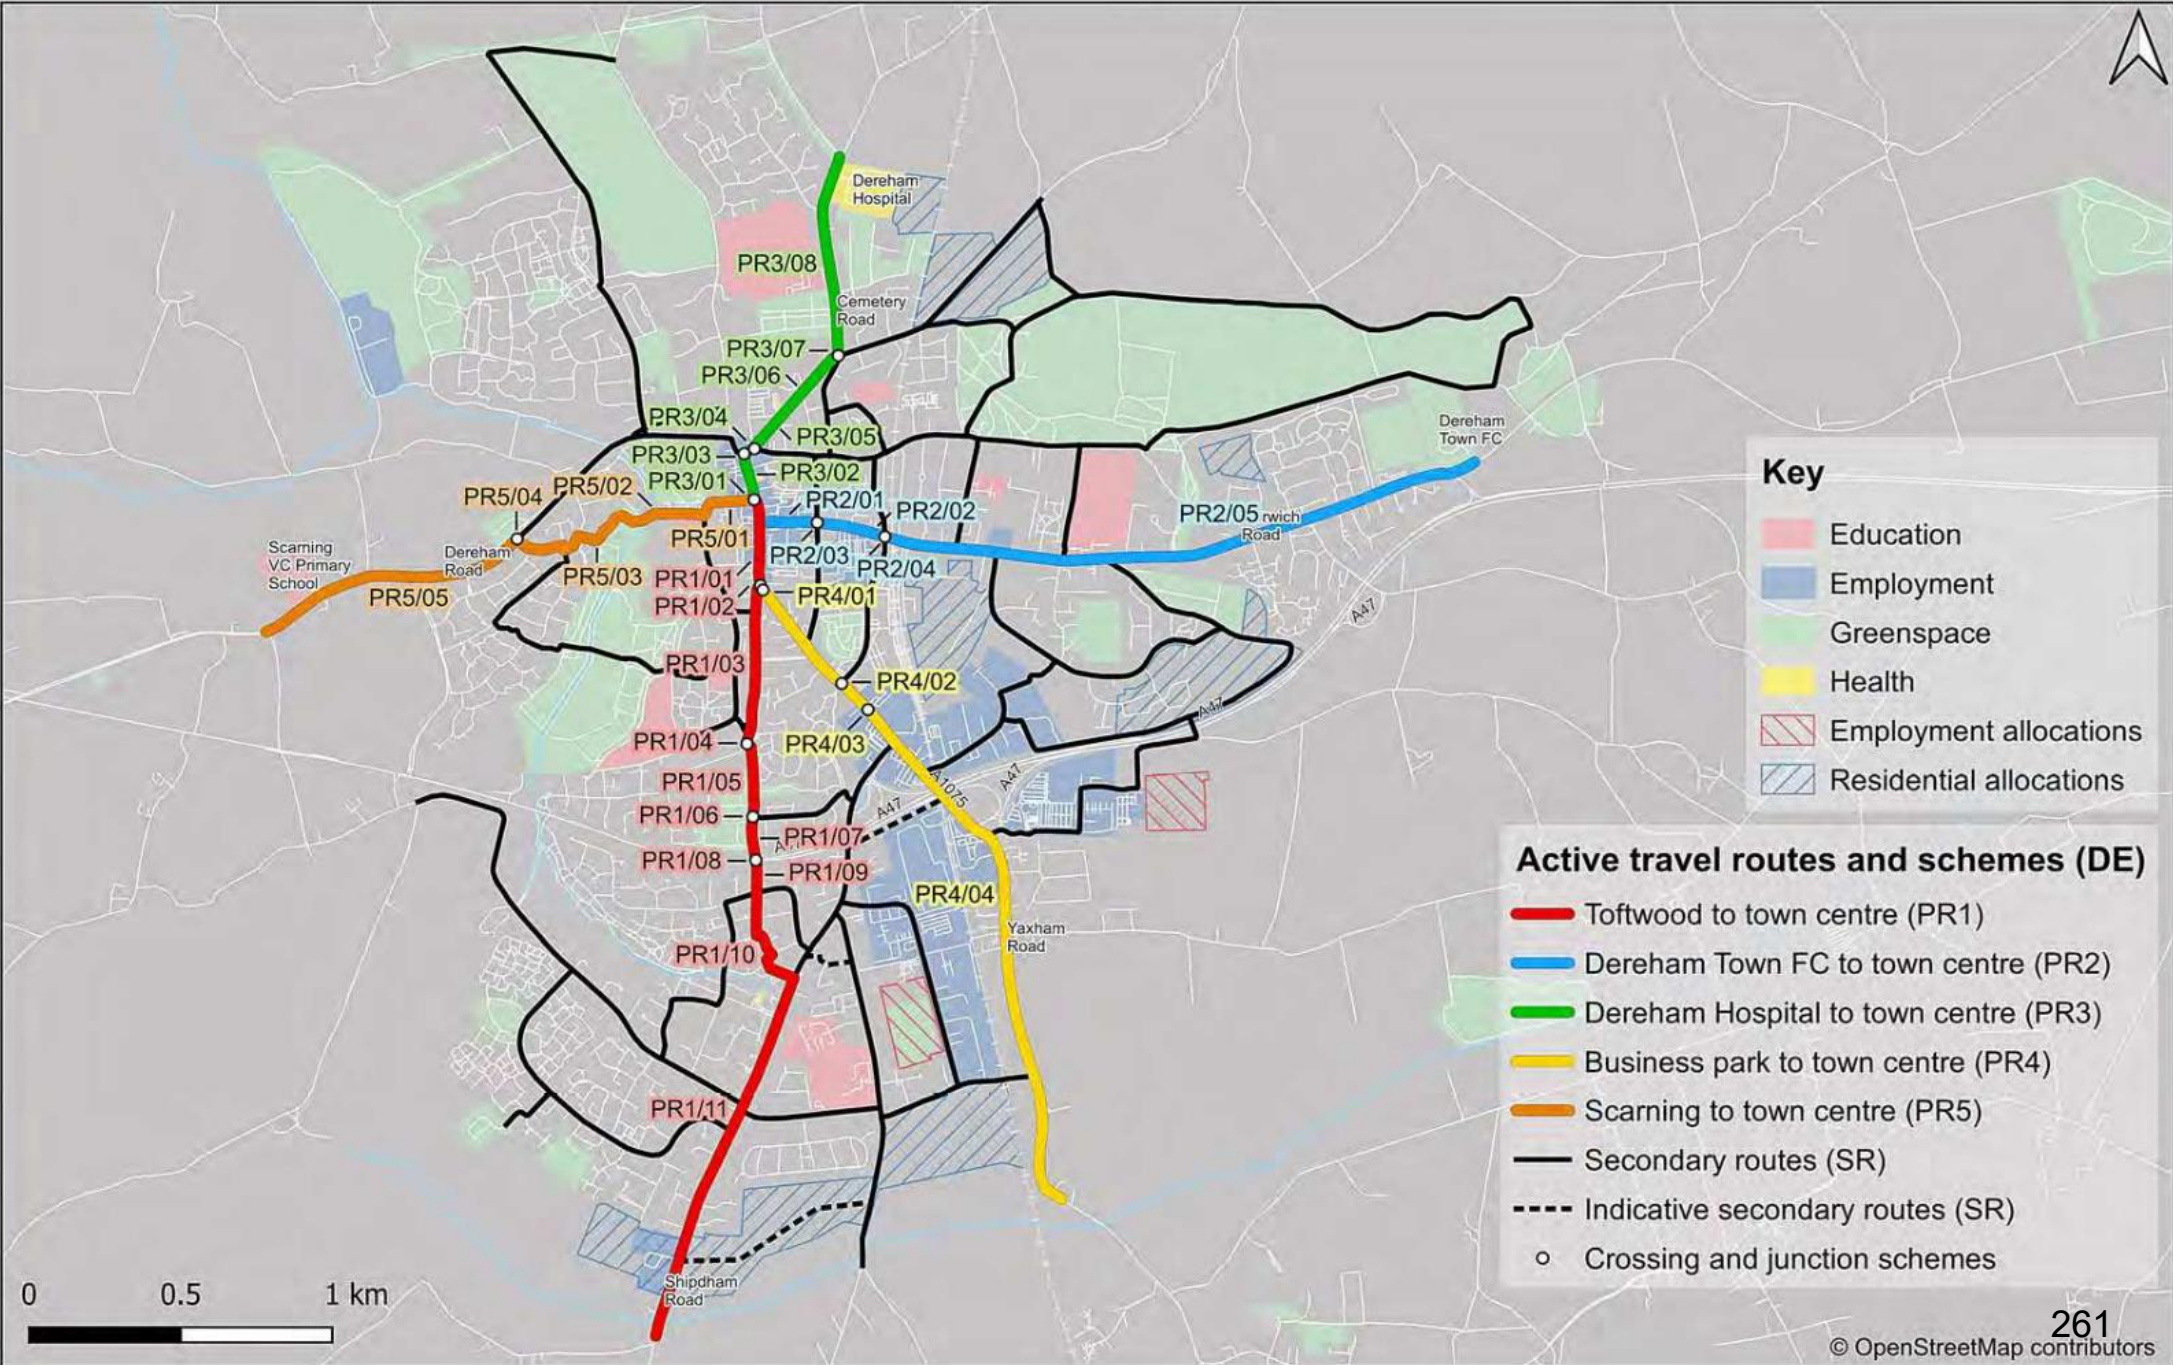 Dereham
Hospital
PR3/08
Cemetery
Road
PR3/07
PR3/06
PR3/04
PR3/05
PR3/03
PR3/02
PR3/01
Dereham
Town FC
PR5/04
PR5/02
PR2/01
PR2/02
PR2/05
rwich
Road
PR5/01
PR2/03
PR2/04
Scarning
VC Primary
School
Dereham
Road
PR5/03
PR5/05
PR1/01
PR1/02
PR4/01
A47
PR1/03
PR4/02
A47
PR1/04
PR4/03
PR1/05
A1075
A47
A47
PR1/06
PR1/07
PR1/08
PR1/09
PR4/04
Yaxham
Road
PR1/10
PR1/11
Shipdham
Road
Key
Education
Employment
Greenspace
Health
Employment allocations
Residential allocations
Active travel routes and schemes (DE)
Toftwood to town centre (PR1)
Dereham Town FC to town centre (PR2)
Dereham Hospital to town centre (PR3)
Business park to town centre (PR4)
Scarning to town centre (PR5)
Secondary routes (SR)
Indicative secondary routes (SR)
Crossing and junction schemes
0 0.5 1 km
261
© OpenStreetMap contributors